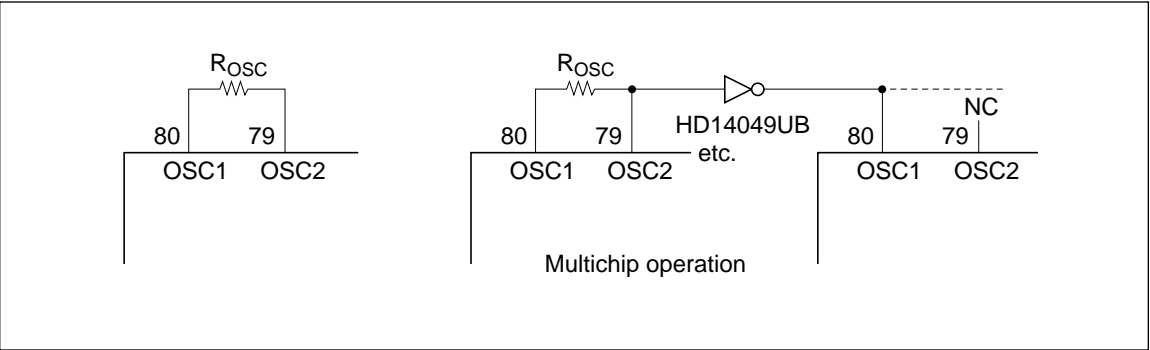 ROSC
80 79
OSC1 OSC2
ROSC
80 79
OSC1 OSC2
HD14049UB
etc.
NC
80 79
OSC1 OSC2
Multichip operation